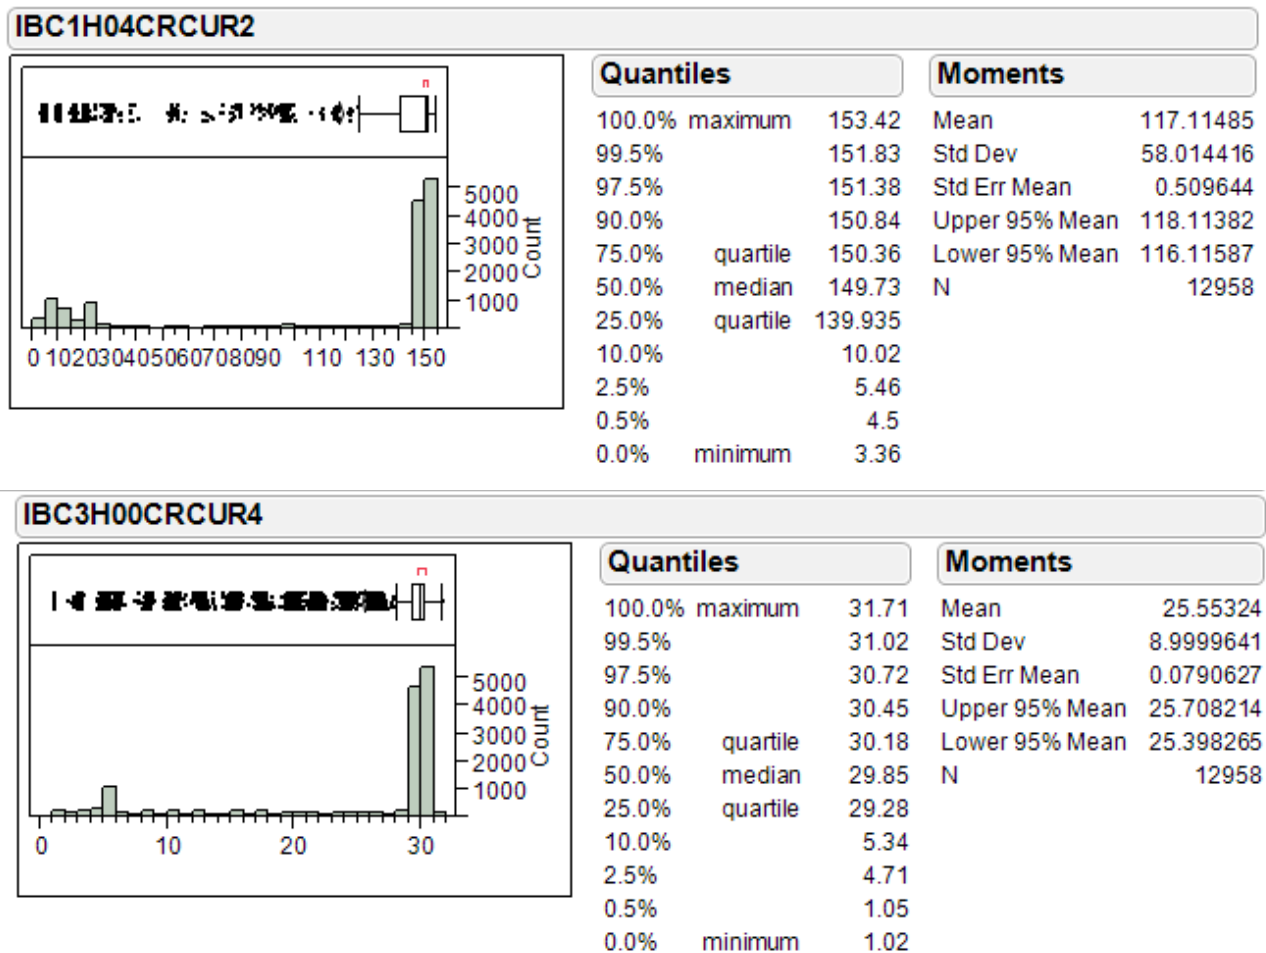 IBC1H04CRCUR2
5000
4000
3000
2000
1000
Count
0 102030405060708090 110 130 150
Quantiles
100.0% maximum 153.42
99.5% 151.83
97.5% 151.38
90.0% 150.84
75.0% quartile 150.36
50.0% median 149.73
25.0% quartile 139.935
10.0% 10.02
2.5% 5.46
0.5% 4.5
0.0% minimum 3.36
Moments
Mean 117.11485
Std Dev 58.014416
Std Err Mean 0.509644
Upper 95% Mean 118.11382
Lower 95% Mean 116.11587
N 12958
IBC3H00CRCUR4
5000
4000
3000
2000
1000
Count
0 10 20 30
Quantiles
100.0% maximum 31.71
99.5% 31.02
97.5% 30.72
90.0% 30.45
75.0% quartile 30.18
50.0% median 29.85
25.0% quartile 29.28
10.0% 5.34
2.5% 4.71
0.5% 1.05
0.0% minimum 1.02
Moments
Mean 25.55324
Std Dev 8.9999641
Std Err Mean 0.0790627
Upper 95% Mean 25.708214
Lower 95% Mean 25.398265
N 12958